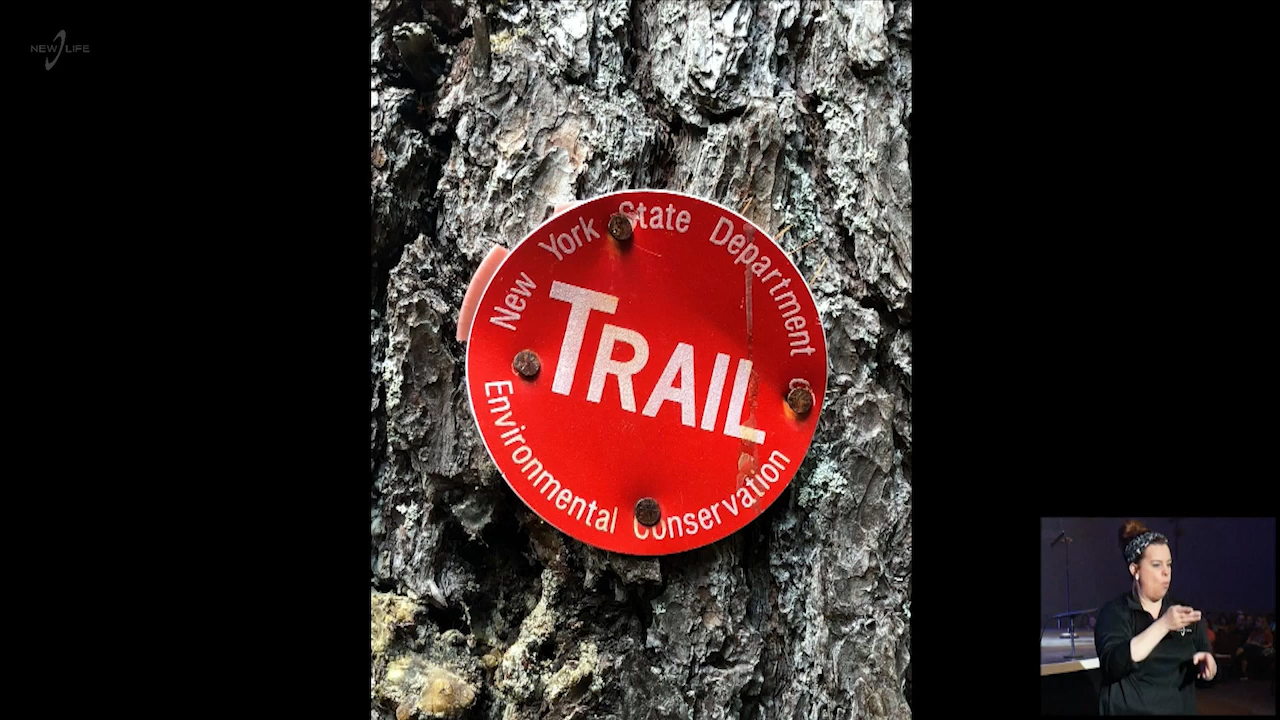 NEW LIFE
New York State Department
TRAIL
Environmental Conservation